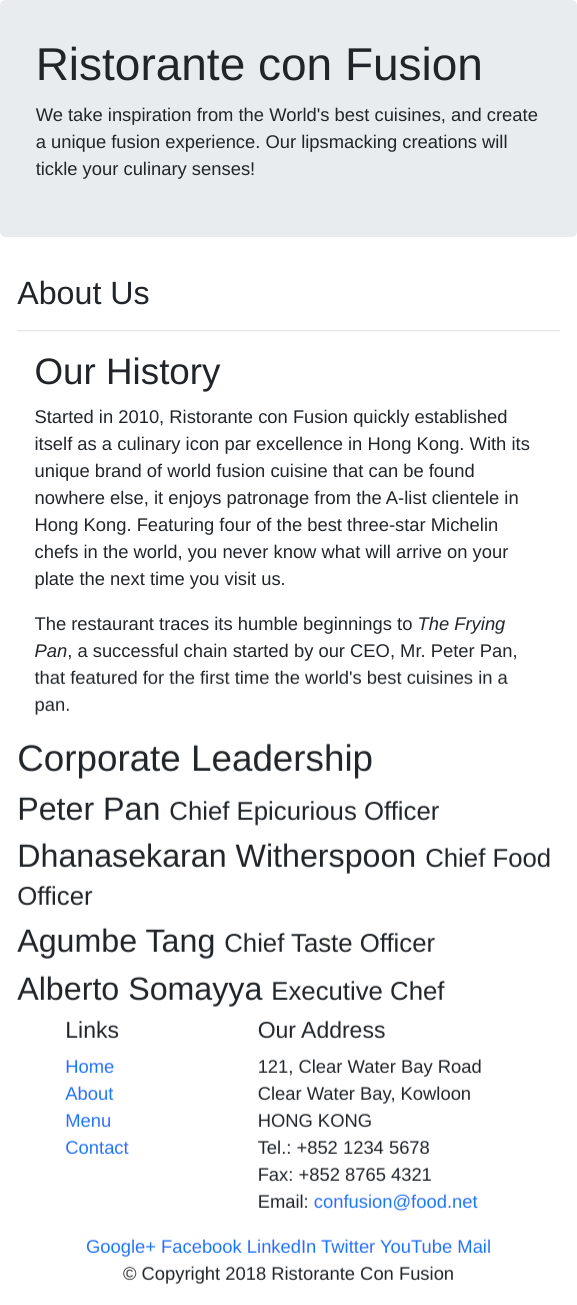 Ristorante con Fusion
We take inspiration from the World's best cuisines, and create
a unique fusion experience. Our lipsmacking creations will
tickle your culinary senses!
About Us
Our History
Started in 2010, Ristorante con Fusion quickly established
itself as a culinary icon par excellence in Hong Kong. With its
unique brand of world fusion cuisine that can be found
nowhere else, it enjoys patronage from the A-list clientele in
Hong Kong. Featuring four of the best three-star Michelin
chefs in the world, you never know what will arrive on your
plate the next time you visit us.
The restaurant traces its humble beginnings to The Frying
Pan, a successful chain started by our CEO, Mr. Peter Pan,
that featured for the first time the world's best cuisines in a
pan.
Corporate Leadership
Peter Pan Chief Epicurious Officer
Dhanasekaran Witherspoon Chief Food
Officer
Agumbe Tang Chief Taste Officer
Alberto Somayya Executive Chef
Links
Home
About
Menu
Contact
Our Address
121, Clear Water Bay Road
Clear Water Bay, Kowloon
HONG KONG
Tel.: +852 1234 5678
Fax: +852 8765 4321
Email: confusion@food.net
Google+ Facebook LinkedIn Twitter YouTube Mail
© Copyright 2018 Ristorante Con Fusion